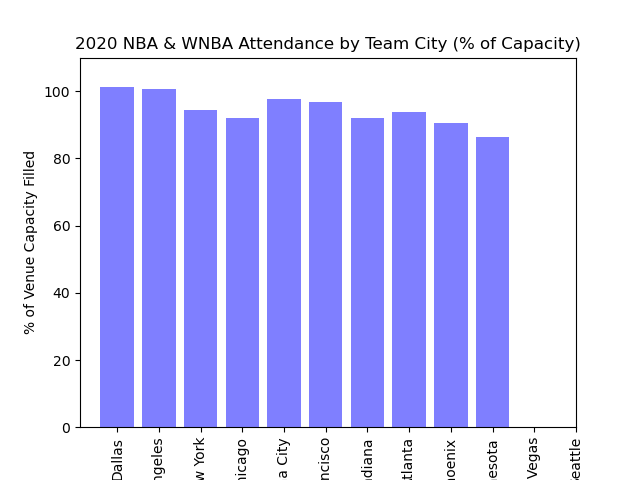 2020 NBA & WNBA Attendance by Team City (% of Capacity)
% of Venue Capacity Filled
100
80
60
40
20
0
Dallas
ngeles
w York
hicago
a City
ncisco
diana
tlanta
oenix
esota
Vegas
eattle